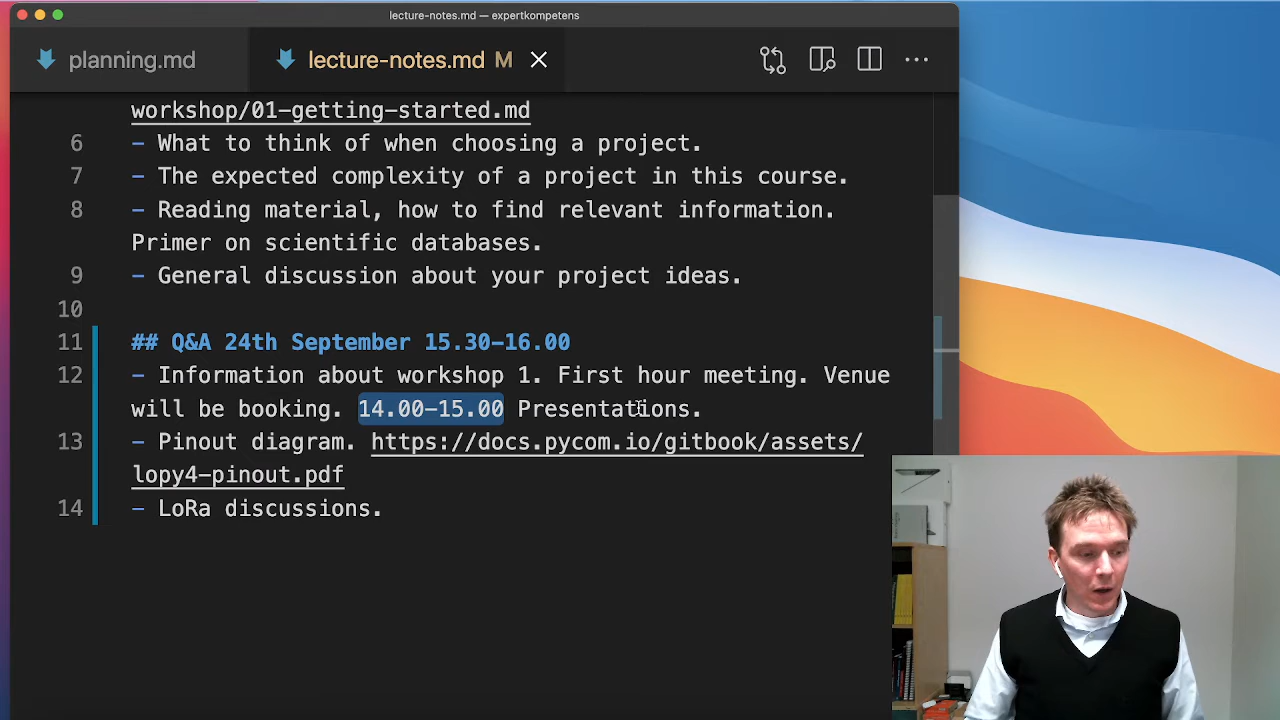 lecture-notes.md — expertkompetens
planning.md
lecture-notes.md M
workshop/01-getting-started.md
6 - What to think of when choosing a project.
7 - The expected complexity of a project in this course.
8 - Reading material, how to find relevant information.
Primer on scientific databases.
9 - General discussion about your project ideas.
10
11 ## Q&A 24th September 15.30-16.00
12 - Information about workshop 1. First hour meeting. Venue
will be booking. 14.00-15.00 Presentations.
13 - Pinout diagram. https://docs.pycom.io/gitbook/assets/
lopy4-pinout.pdf
14 - LoRa discussions.